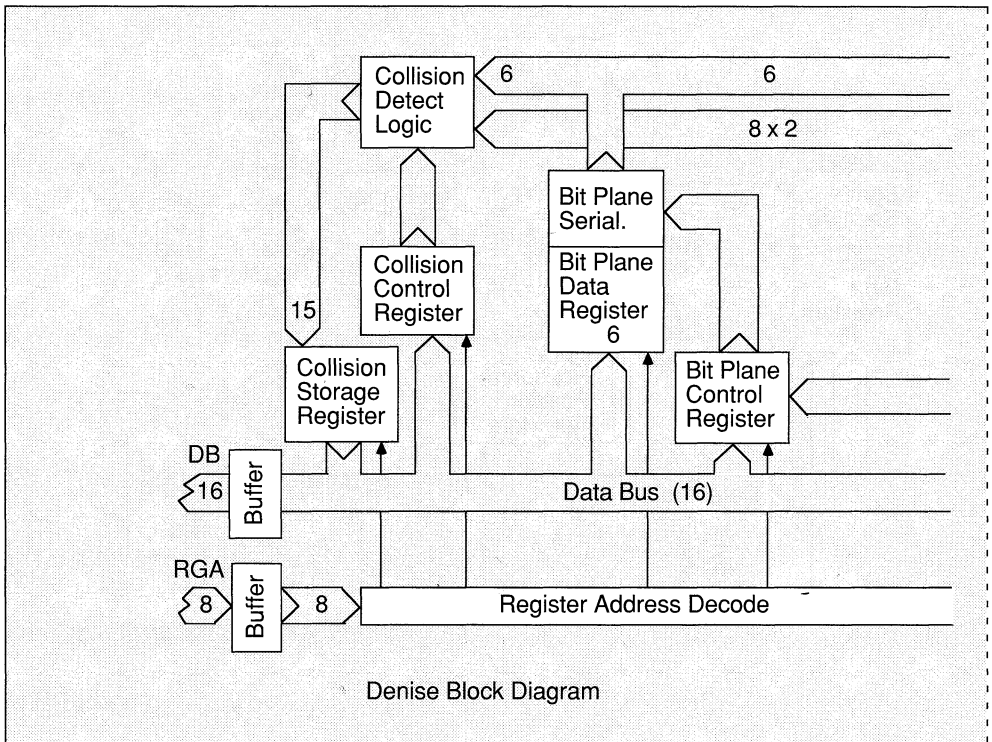 Collision
Detect
Logic
6
6
8 x 2
Bit Plane
Serial.
Collision
Control
Register
Bit Plane
Data
Register
6
15
Collision
Storage
Register
Bit Plane
Control
Register
DB
16
Buffer
Data Bus (16)
RGA
8
Buffer
8
Register Address Decode
Denise Block Diagram